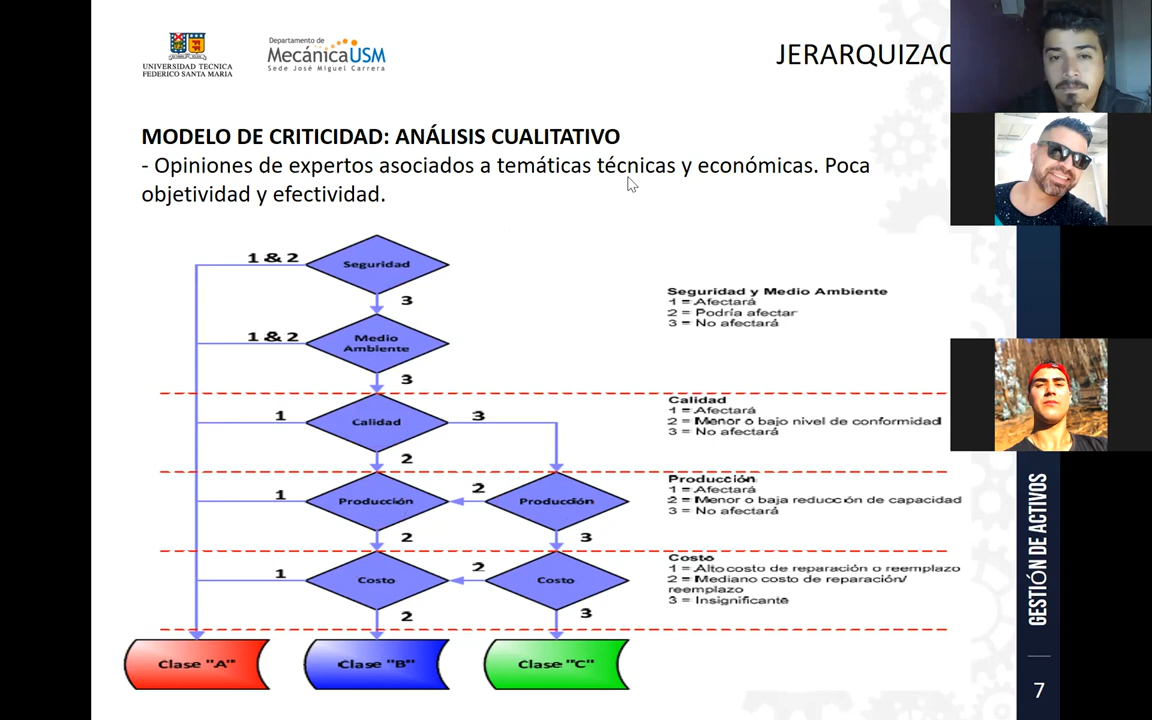 UNIVERSIDAD TECNICA
FEDERICO SANTA MARIA
Departamento de
MecánicaUSM
Sede José Miguel Carrera
JERARQUIZAC
MODELO DE CRITICIDAD: ANÁLISIS CUALITATIVO
- Opiniones de expertos asociados a temáticas técnicas y económicas. Poca
objetividad y efectividad.
1 & 2
Seguridad
3
Seguridad y Medio Ambiente
1 = Afectará
2 = Podría afectar
3 = No afectará
1 & 2
Medio
Ambiente
3
Calidad
1 = Afectará
2 = Menor o bajo nivel de conformidad
3 = No afectará
1
Calidad
3
2
Producción
1 = Afectará
2 = Menor o baja reducción de capacidad
3 = No afectará
1
Producción
2
Producción
2
3
Costo
1 = Alto costo de reparación o reemplazo
2 = Mediano costo de reparación/
reemplazo
3 = Insignificante
1
Costo
2
Costo
2
3
Clase "A"
Clase "B"
Clase "C"
GESTIÓN DE ACTIVOS
7